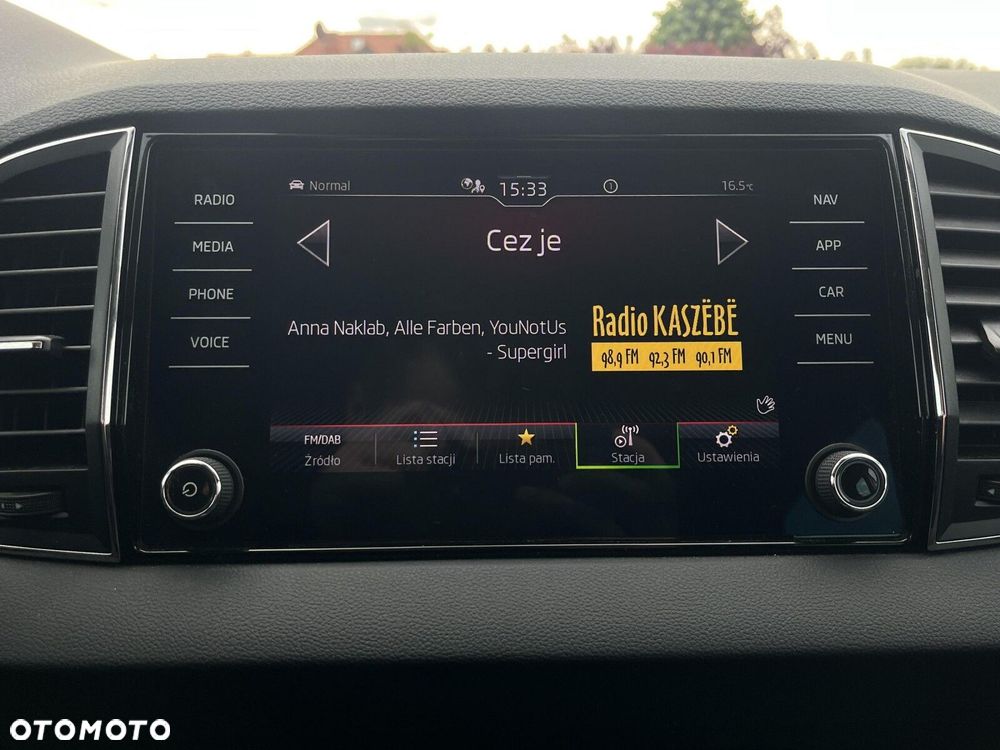 RADIO
MEDIA
PHONE
VOICE
Normal
15:33
1
16.5°C
Cez je
Anna Naklab, Alle Farben, YouNotUs
- Supergirl
Radio KASZËBË
98,9 FM 92,3 FM 90,1 FM
FM/DAB
Źródło
Lista stacji
Lista pam.
Stacja
Ustawienia
NAV
APP
CAR
MENU
OTOMOTO